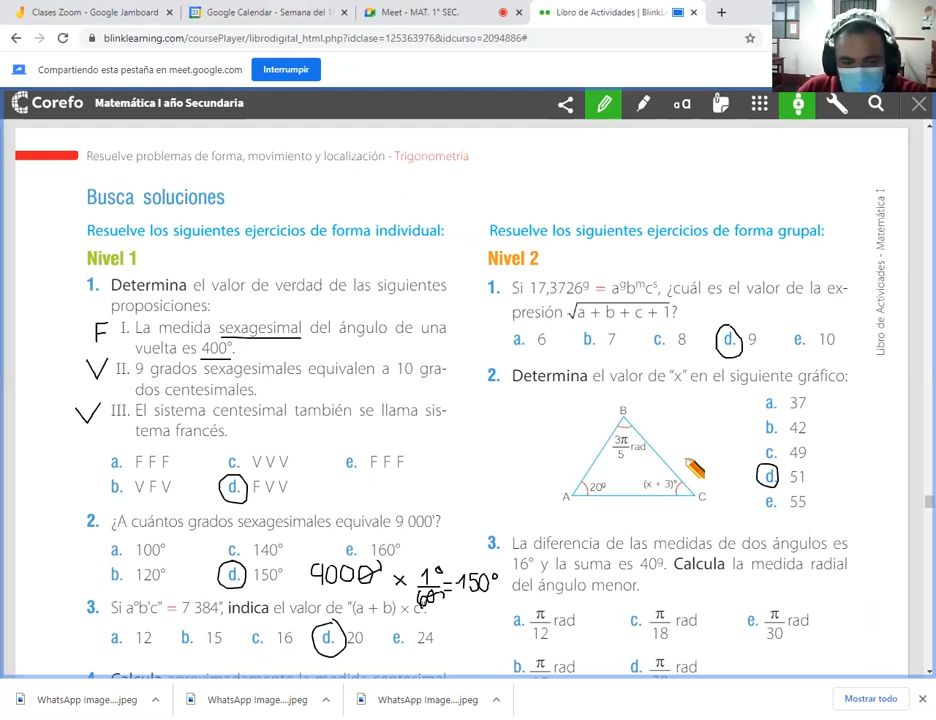 Clases Zoom - Google Jamboard
Google Calendar - Semana del 1
Meet - MAT. 1° SEC.
Libro de Actividades | BlinkL
blinklearning.com/coursePlayer/librodigital_html.php?idclase=125363976&idcurso=2094886#
Compartiendo esta pestaña en meet.google.com
Interrumpir
Corefo
Matemática I año Secundaria
aa
Resuelve problemas de forma, movimiento y localización - Trigonometría
Busca soluciones
Resuelve los siguientes ejercicios de forma individual:
Nivel 1
1. Determina el valor de verdad de las siguientes
proposiciones:
F I. La medida sexagesimal del ángulo de una
vuelta es 400°.
V II. 9 grados sexagesimales equivalen a 10 gra-
dos centesimales.
V III. El sistema centesimal también se llama sis-
tema francés.
a. F F F c. V V V e. F F F
b. V F V d. F V V
2. ¿A cuántos grados sexagesimales equivale 9 000'?
a. 100° c. 140° e. 160°
b. 120° d. 150°
9000' × 1°/60' = 150°
3. Si a°b'c" = 7 384", indica el valor de "(a + b) × c".
a. 12 b. 15 c. 16 d. 20 e. 24
Resuelve los siguientes ejercicios de forma grupal:
Nivel 2
1. Si 17,3726ᵍ = aᵍbᵐcˢ, ¿cuál es el valor de la ex-
presión √a + b + c + 1?
a. 6 b. 7 c. 8 d. 9 e. 10
2. Determina el valor de "x" en el siguiente gráfico:
B
3π/5 rad
20ᵍ
(x + 3)°
A
C
a. 37
b. 42
c. 49
d. 51
e. 55
3. La diferencia de las medidas de dos ángulos es
16° y la suma es 40ᵍ. Calcula la medida radial
del ángulo menor.
a. π/12 rad c. π/18 rad e. π/30 rad
b. π rad d. π rad
Libro de Actividades - Matemática I
WhatsApp Image....jpeg
WhatsApp Image....jpeg
WhatsApp Image....jpeg
Mostrar todo